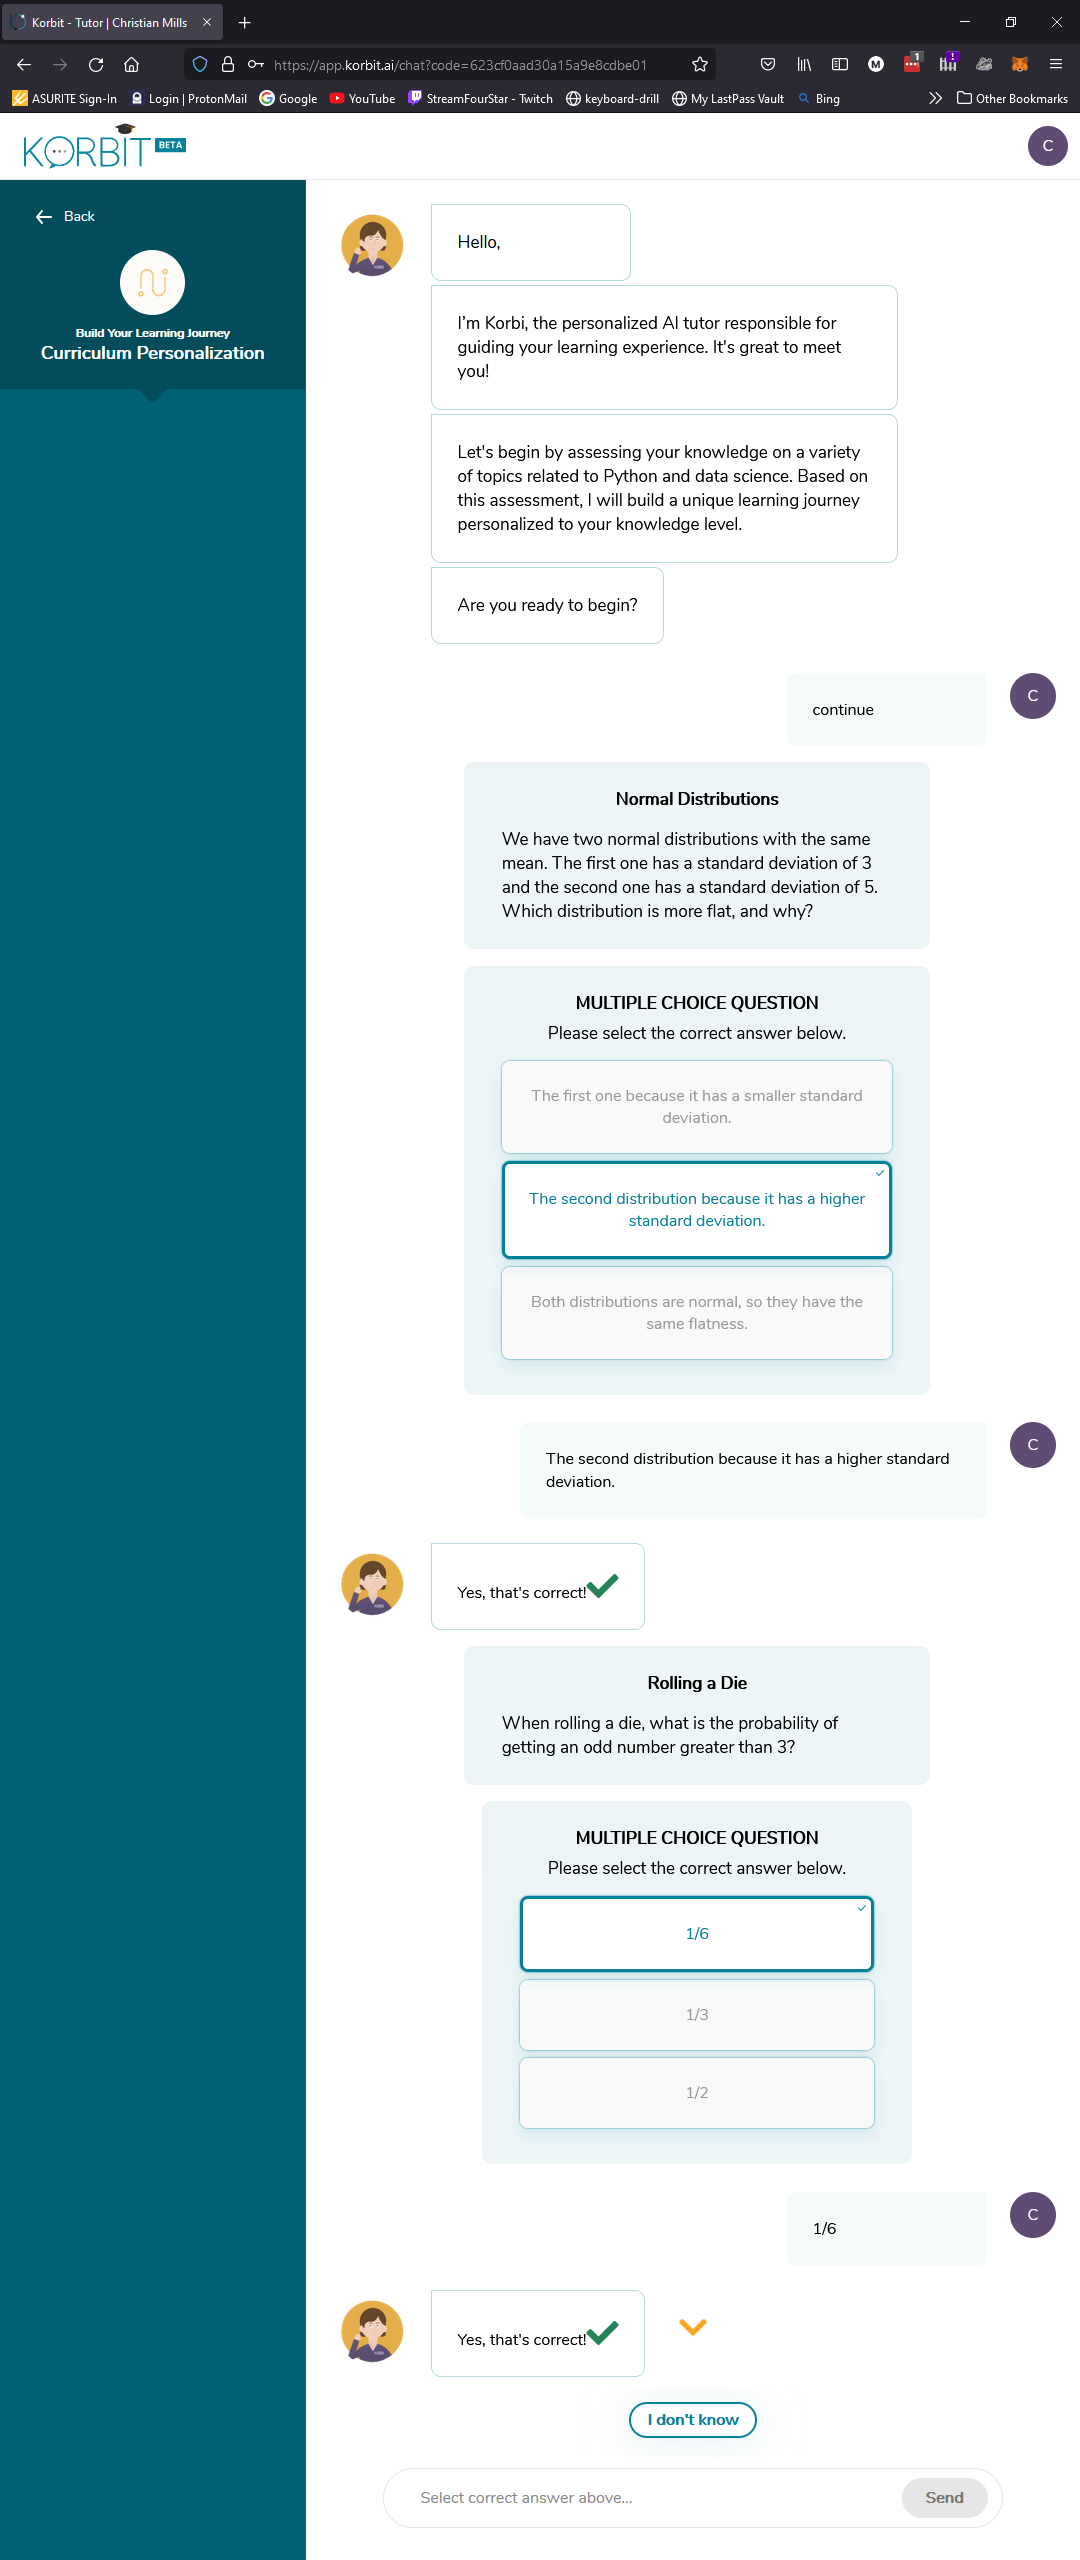 Korbit - Tutor | Christian Mills
https://app.korbit.ai/chat?code=623cf0aad30a15a9e8cdbe01
M
1
!
ASURITE Sign-In
Login | ProtonMail
Google
YouTube
StreamFourStar - Twitch
keyboard-drill
My LastPass Vault
Bing
Other Bookmarks
KORBIT BETA
C
Back
Build Your Learning Journey
Curriculum Personalization
Hello,
I'm Korbi, the personalized AI tutor responsible for
guiding your learning experience. It's great to meet
you!
Let's begin by assessing your knowledge on a variety
of topics related to Python and data science. Based on
this assessment, I will build a unique learning journey
personalized to your knowledge level.
Are you ready to begin?
continue
C
Normal Distributions
We have two normal distributions with the same
mean. The first one has a standard deviation of 3
and the second one has a standard deviation of 5.
Which distribution is more flat, and why?
MULTIPLE CHOICE QUESTION
Please select the correct answer below.
The first one because it has a smaller standard
deviation.
The second distribution because it has a higher
standard deviation.
Both distributions are normal, so they have the
same flatness.
The second distribution because it has a higher standard
deviation.
C
Yes, that's correct!
Rolling a Die
When rolling a die, what is the probability of
getting an odd number greater than 3?
MULTIPLE CHOICE QUESTION
Please select the correct answer below.
1/6
1/3
1/2
1/6
C
Yes, that's correct!
I don't know
Select correct answer above...
Send